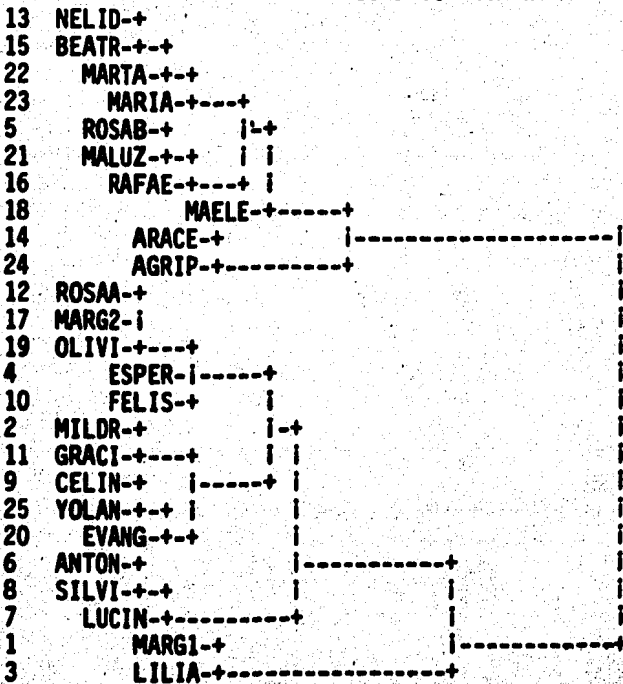 13 NELID-+
15 BEATR-+-+
22 MARTA-+-+
23 MARIA-+---+
5 ROSAB-+ i-+
21 MALUZ-+-+ i i
16 RAFAE-+---+ i
18 MAELE-+-----+
14 ARACE-+ i--------------------i
24 AGRIP-+---------+ i
12 ROSAA-+ i
17 MARG2-i i
19 OLIVI-+---+ i
4 ESPER-i-----+ i
10 FELIS-+ i i
2 MILDR-+ i-+ i
11 GRACI-+---+ i i i
9 CELIN-+ i-----+ i i
25 YOLAN-+-+ i i i
20 EVANG-+-+ i i
6 ANTON-+ i------------+ i
8 SILVI-+-+ i i i
7 LUCIN-+---------+ i i
1 MARG1-+ i-------------+
3 LILIA-+------------------+